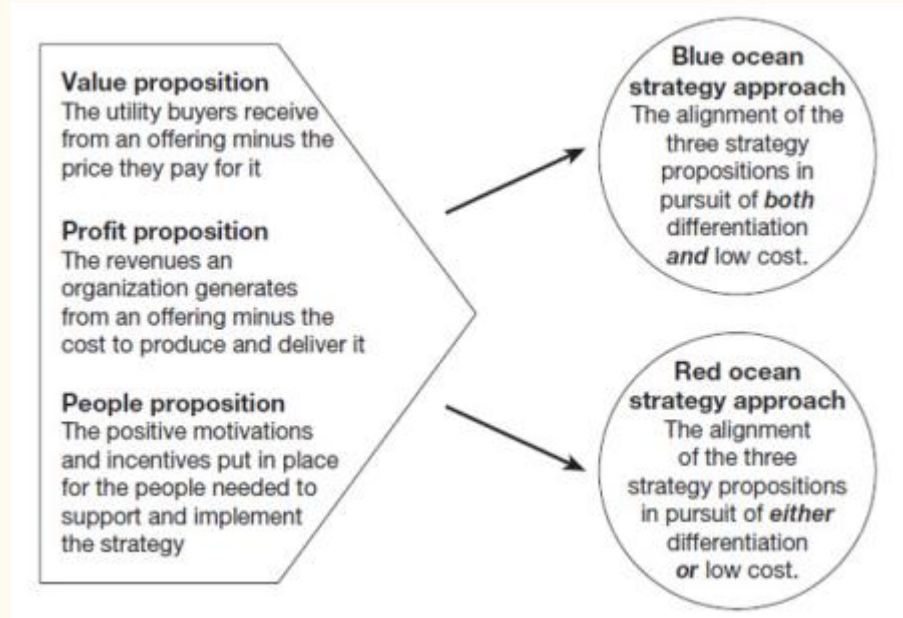 Value proposition
The utility buyers receive
from an offering minus the
price they pay for it
Profit proposition
The revenues an
organization generates
from an offering minus the
cost to produce and deliver it
People proposition
The positive motivations
and incentives put in place
for the people needed to
support and implement
the strategy
Blue ocean
strategy approach
The alignment of the
three strategy
propositions in
pursuit of both
differentiation
and low cost.
Red ocean
strategy approach
The alignment
of the three
strategy propositions
in pursuit of either
differentiation
or low cost.